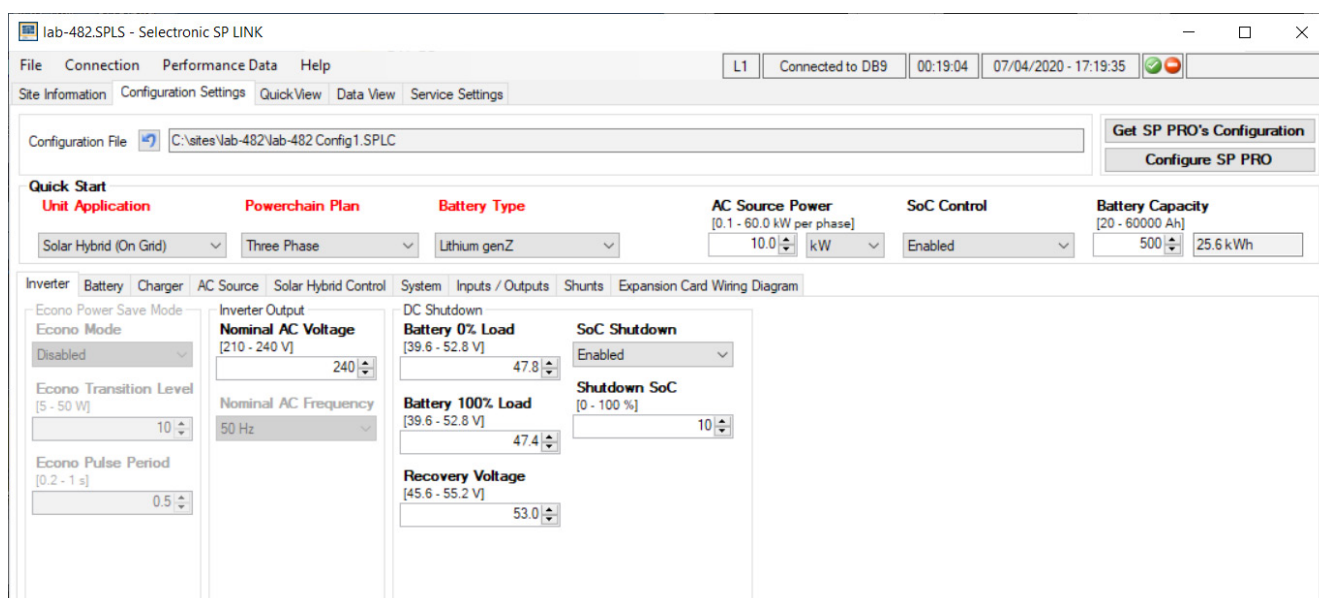 lab-482.SPLS - Selectronic SP LINK
File Connection Performance Data Help L1 Connected to DB9 00:19:04 07/04/2020 - 17:19:35
Site Information Configuration Settings QuickView Data View Service Settings
Configuration File C:\sites\lab-482\lab-482 Config1.SPLC
Get SP PRO's Configuration
Configure SP PRO
Quick Start
Unit Application Powerchain Plan Battery Type AC Source Power SoC Control Battery Capacity
[0.1 - 60.0 kW per phase] [20 - 60000 Ah]
Solar Hybrid (On Grid) Three Phase Lithium genZ 10.0 kW Enabled 500 25.6 kWh
Inverter Battery Charger AC Source Solar Hybrid Control System Inputs / Outputs Shunts Expansion Card Wiring Diagram
Econo Power Save Mode
Econo Mode
Disabled
Econo Transition Level
[5 - 50 W]
10
Econo Pulse Period
[0.2 - 1 s]
0.5
Inverter Output
Nominal AC Voltage
[210 - 240 V]
240
Nominal AC Frequency
50 Hz
DC Shutdown
Battery 0% Load
[39.6 - 52.8 V]
47.8
Battery 100% Load
[39.6 - 52.8 V]
47.4
Recovery Voltage
[45.6 - 55.2 V]
53.0
SoC Shutdown
Enabled
Shutdown SoC
[0 - 100 %]
10